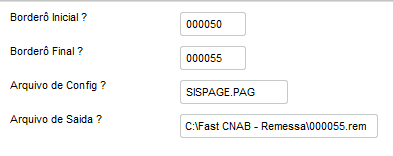 Borderô Inicial ? 000050
Borderô Final ? 000055
Arquivo de Config ? SISPAGE.PAG
Arquivo de Saida ? C:\Fast CNAB - Remessa\000055.rem